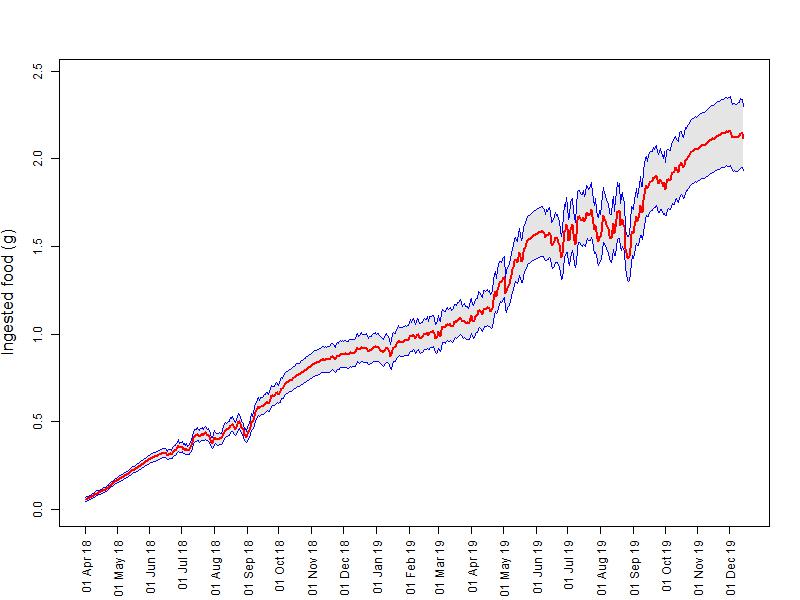 Ingested food (g)
2.5
2.0
1.5
1.0
0.5
0.0
01 Apr 18
01 May 18
01 Jun 18
01 Jul 18
01 Aug 18
01 Sep 18
01 Oct 18
01 Nov 18
01 Dec 18
01 Jan 19
01 Feb 19
01 Mar 19
01 Apr 19
01 May 19
01 Jun 19
01 Jul 19
01 Aug 19
01 Sep 19
01 Oct 19
01 Nov 19
01 Dec 19